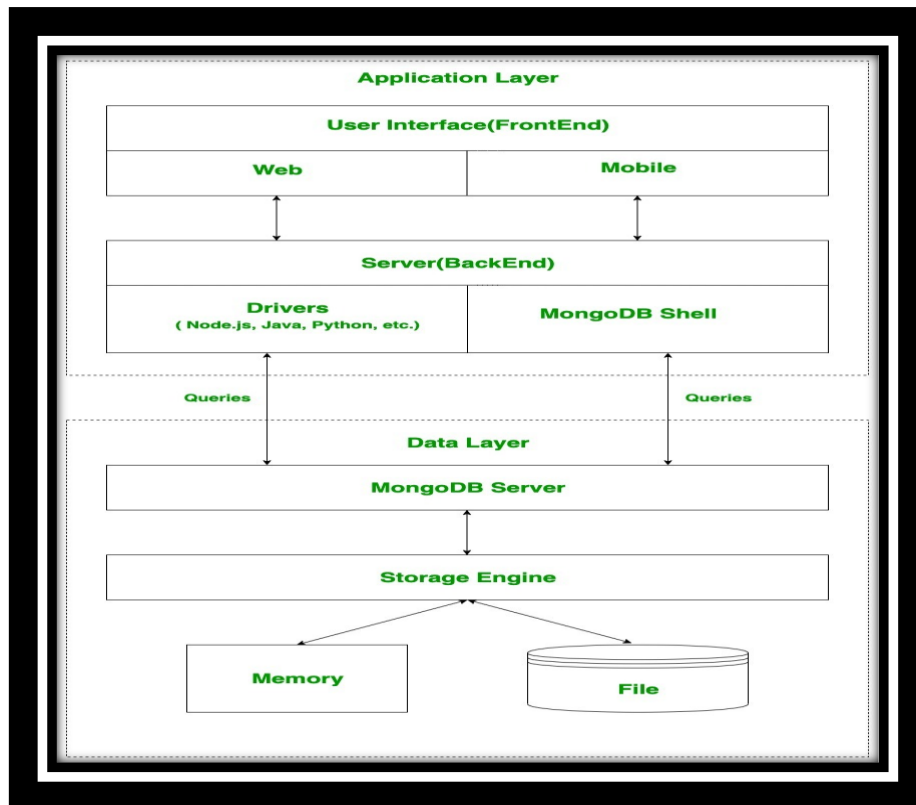 Application Layer
User Interface(FrontEnd)
Web
Mobile
Server(BackEnd)
Drivers
( Node.js, Java, Python, etc.)
MongoDB Shell
Queries
Queries
Data Layer
MongoDB Server
Storage Engine
Memory
File